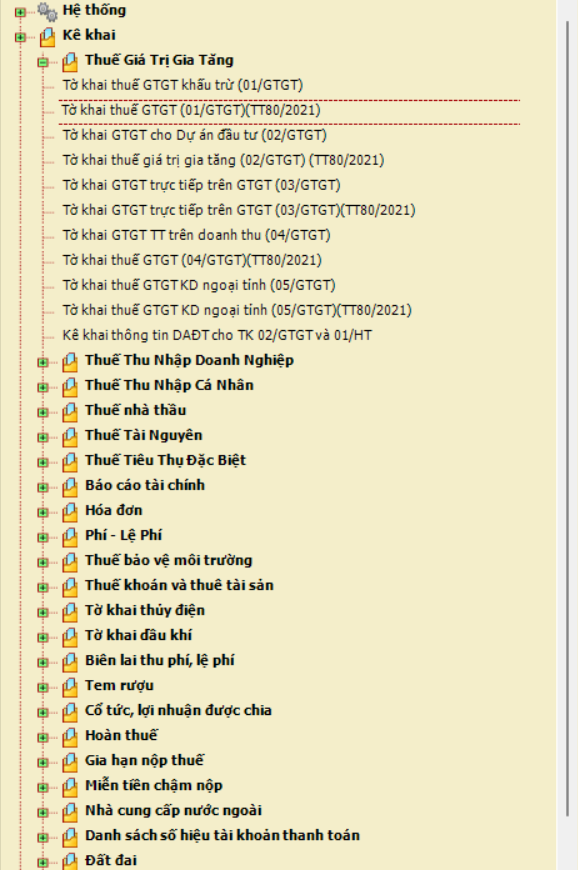 Hệ thống
Kê khai
Thuế Giá Trị Gia Tăng
Tờ khai thuế GTGT khấu trừ (01/GTGT)
Tờ khai thuế GTGT (01/GTGT)(TT80/2021)
Tờ khai GTGT cho Dự án đầu tư (02/GTGT)
Tờ khai thuế giá trị gia tăng (02/GTGT) (TT80/2021)
Tờ khai GTGT trực tiếp trên GTGT (03/GTGT)
Tờ khai GTGT trực tiếp trên GTGT (03/GTGT)(TT80/2021)
Tờ khai GTGT TT trên doanh thu (04/GTGT)
Tờ khai thuế GTGT (04/GTGT)(TT80/2021)
Tờ khai thuế GTGT KD ngoại tỉnh (05/GTGT)
Tờ khai thuế GTGT KD ngoại tỉnh (05/GTGT)(TT80/2021)
Kê khai thông tin DAĐT cho TK 02/GTGT và 01/HT
Thuế Thu Nhập Doanh Nghiệp
Thuế Thu Nhập Cá Nhân
Thuế nhà thầu
Thuế Tài Nguyên
Thuế Tiêu Thụ Đặc Biệt
Báo cáo tài chính
Hóa đơn
Phí - Lệ Phí
Thuế bảo vệ môi trường
Thuế khoán và thuê tài sản
Tờ khai thủy điện
Tờ khai dầu khí
Biên lai thu phí, lệ phí
Tem rượu
Cổ tức, lợi nhuận được chia
Hoàn thuế
Gia hạn nộp thuế
Miễn tiền chậm nộp
Nhà cung cấp nước ngoài
Danh sách số hiệu tài khoản thanh toán
Đất đai